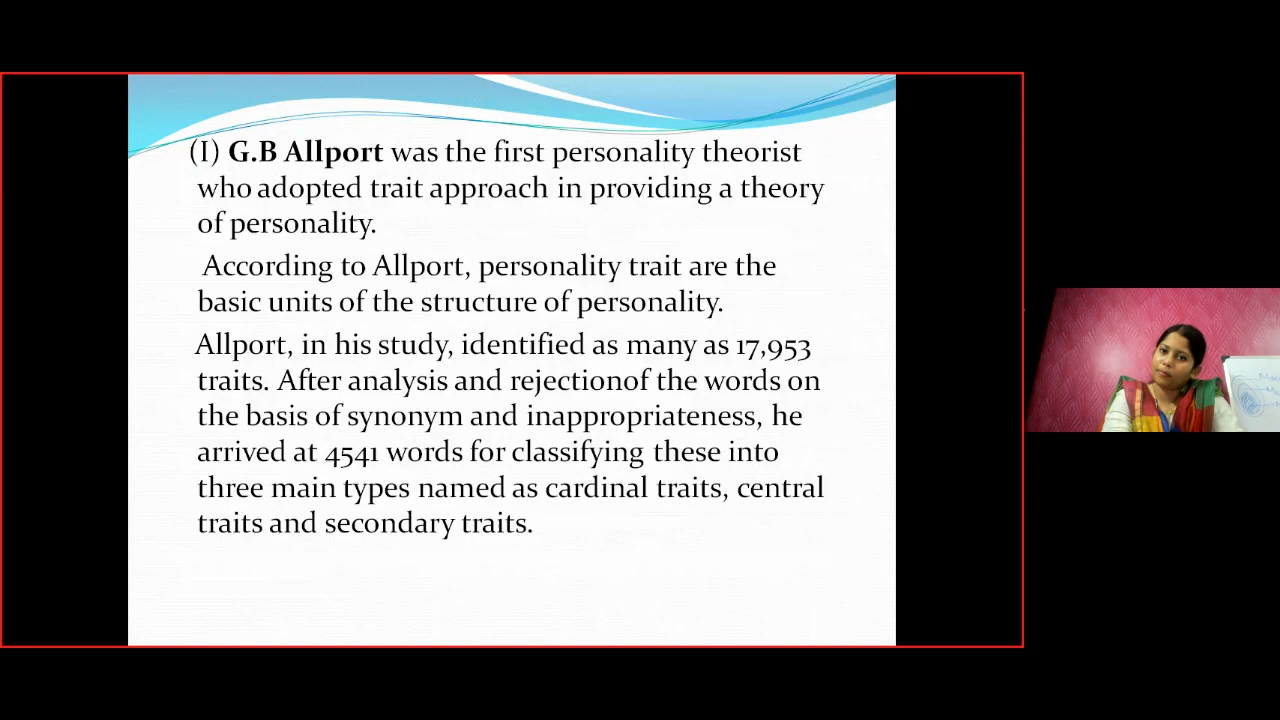 (I) G.B Allport was the first personality theorist
who adopted trait approach in providing a theory
of personality.
According to Allport, personality trait are the
basic units of the structure of personality.
Allport, in his study, identified as many as 17,953
traits. After analysis and rejectionof the words on
the basis of synonym and inappropriateness, he
arrived at 4541 words for classifying these into
three main types named as cardinal traits, central
traits and secondary traits.